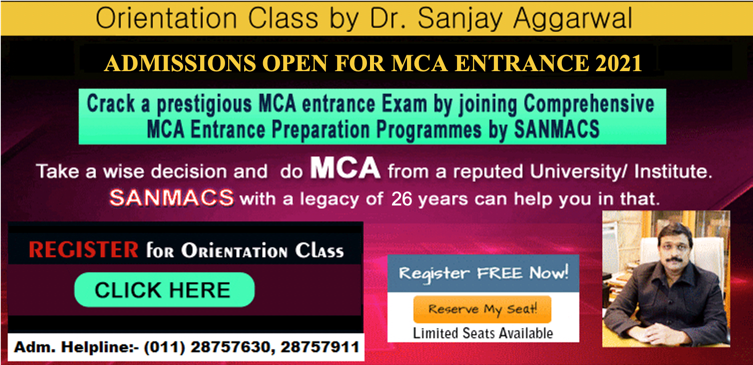 Orientation Class by Dr. Sanjay Aggarwal
ADMISSIONS OPEN FOR MCA ENTRANCE 2021
Crack a prestigious MCA entrance Exam by joining Comprehensive
MCA Entrance Preparation Programmes by SANMACS
Take a wise decision and do MCA from a reputed University/ Institute.
SANMACS with a legacy of 26 years can help you in that.
REGISTER for Orientation Class
CLICK HERE
Adm. Helpline:- (011) 28757630, 28757911
Register FREE Now!
Reserve My Seat!
Limited Seats Available